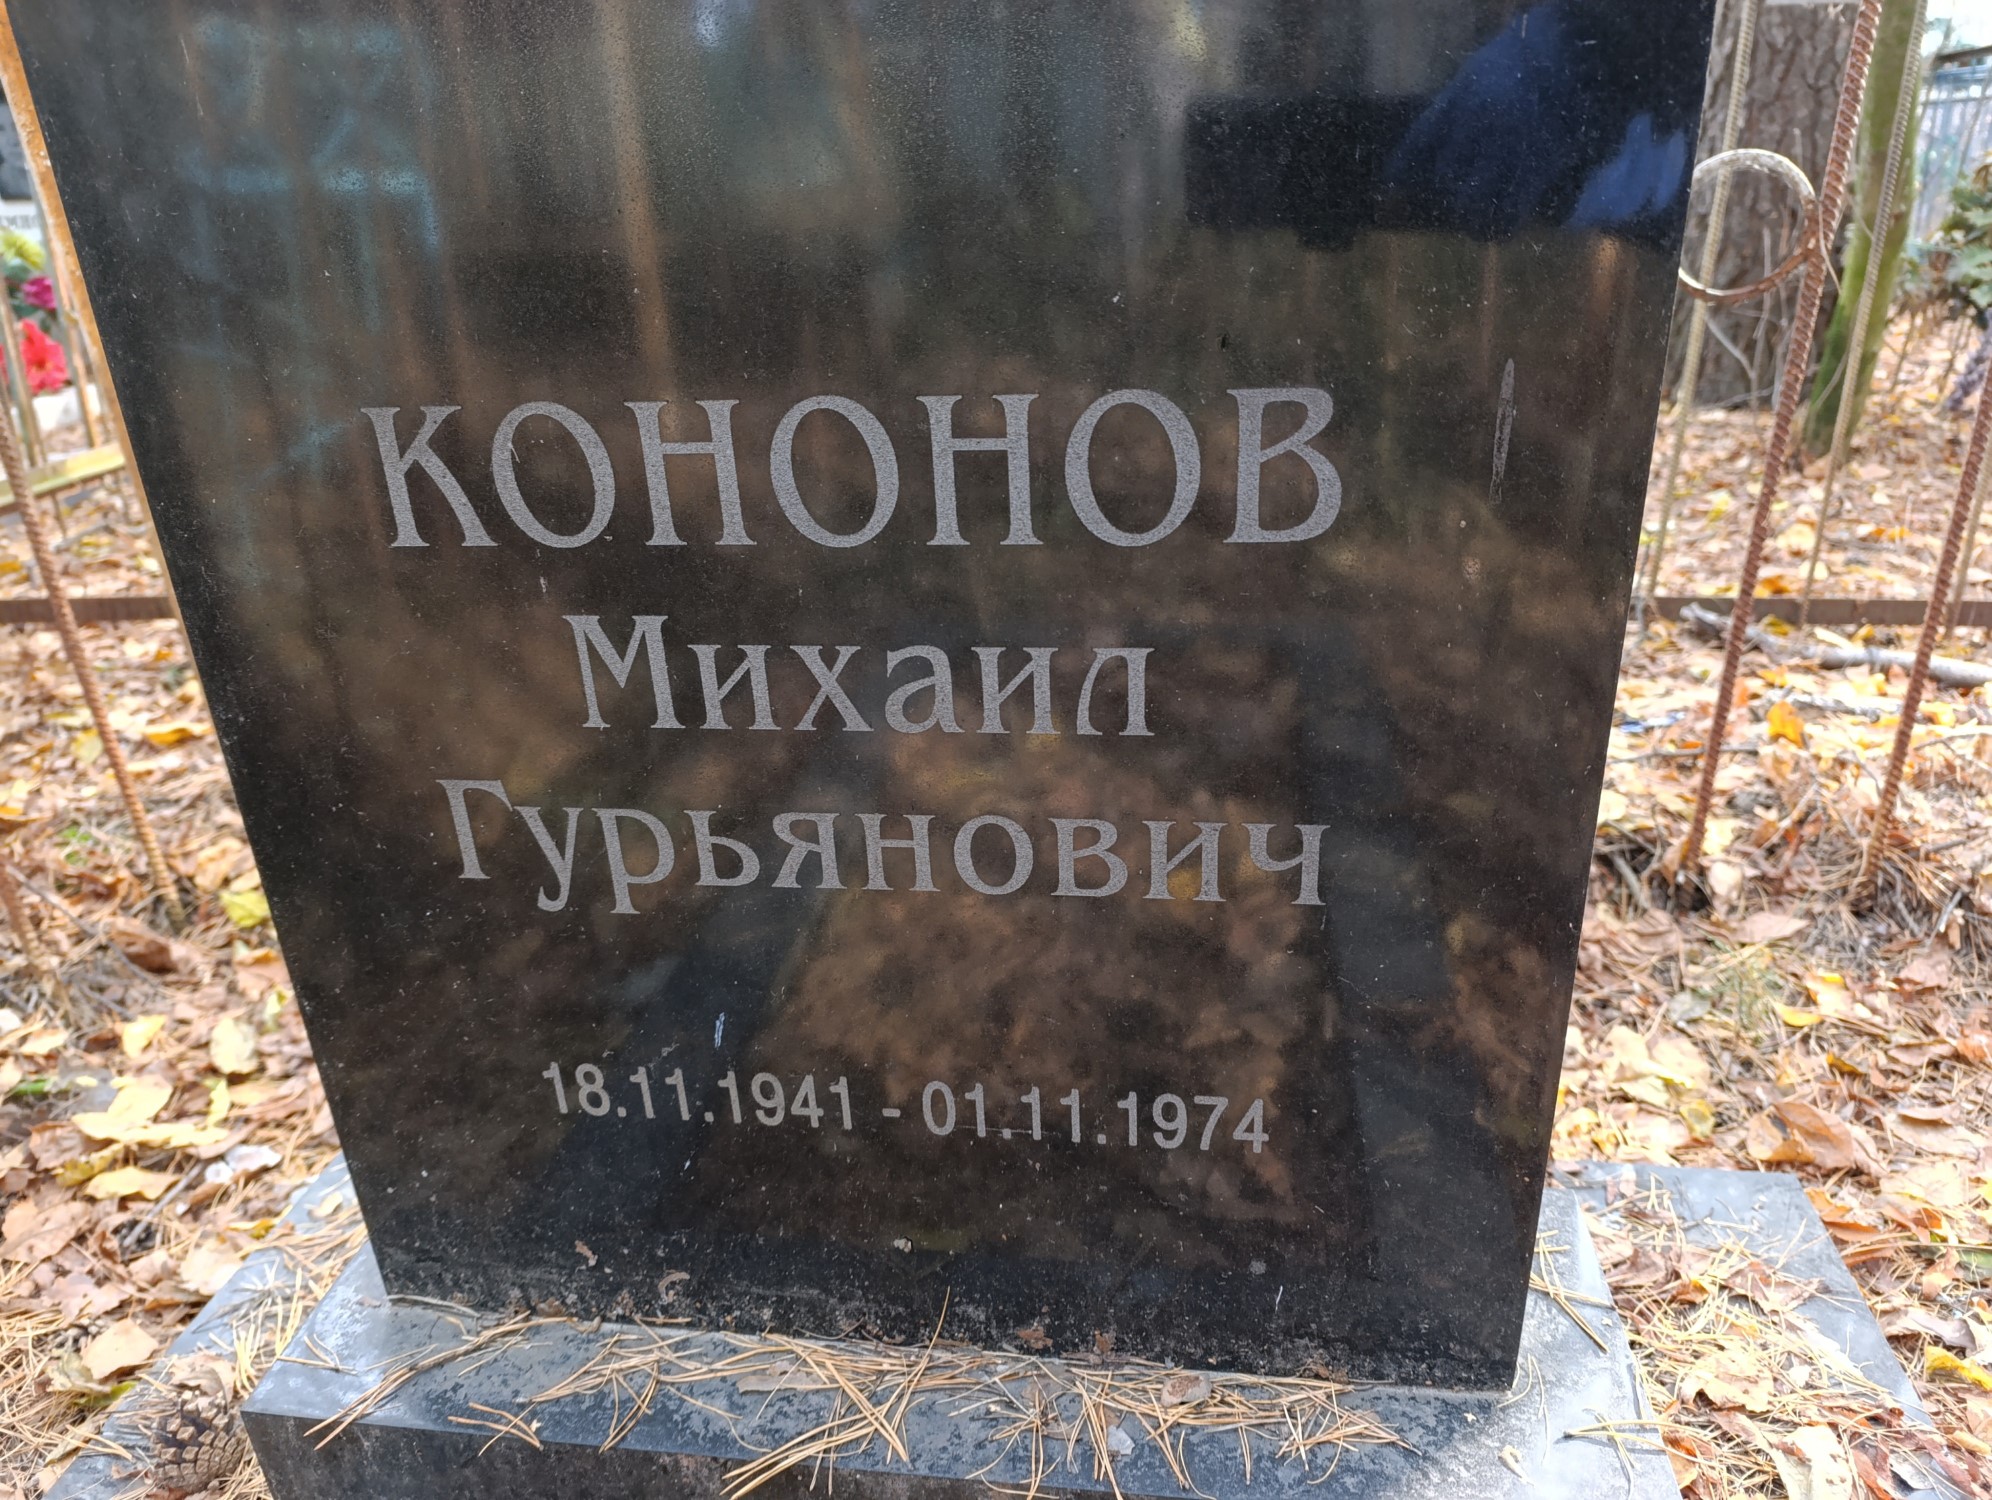 КОНОНОВ
Михаил
Гурьянович
18.11.1941 - 01.11.1974